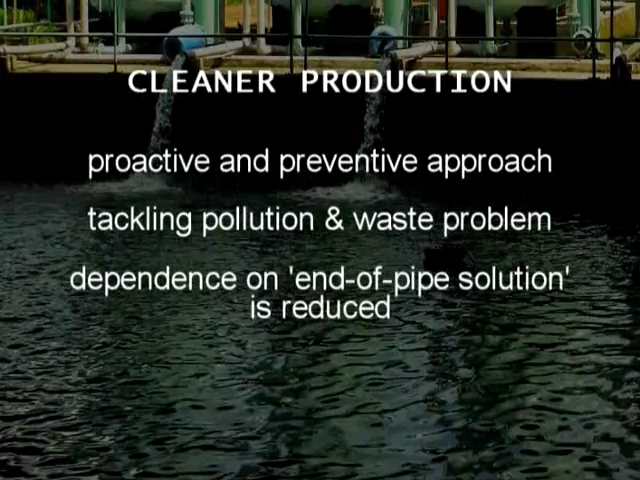 CLEANER PRODUCTION
proactive and preventive approach
tackling pollution & waste problem
dependence on 'end-of-pipe solution'
is reduced